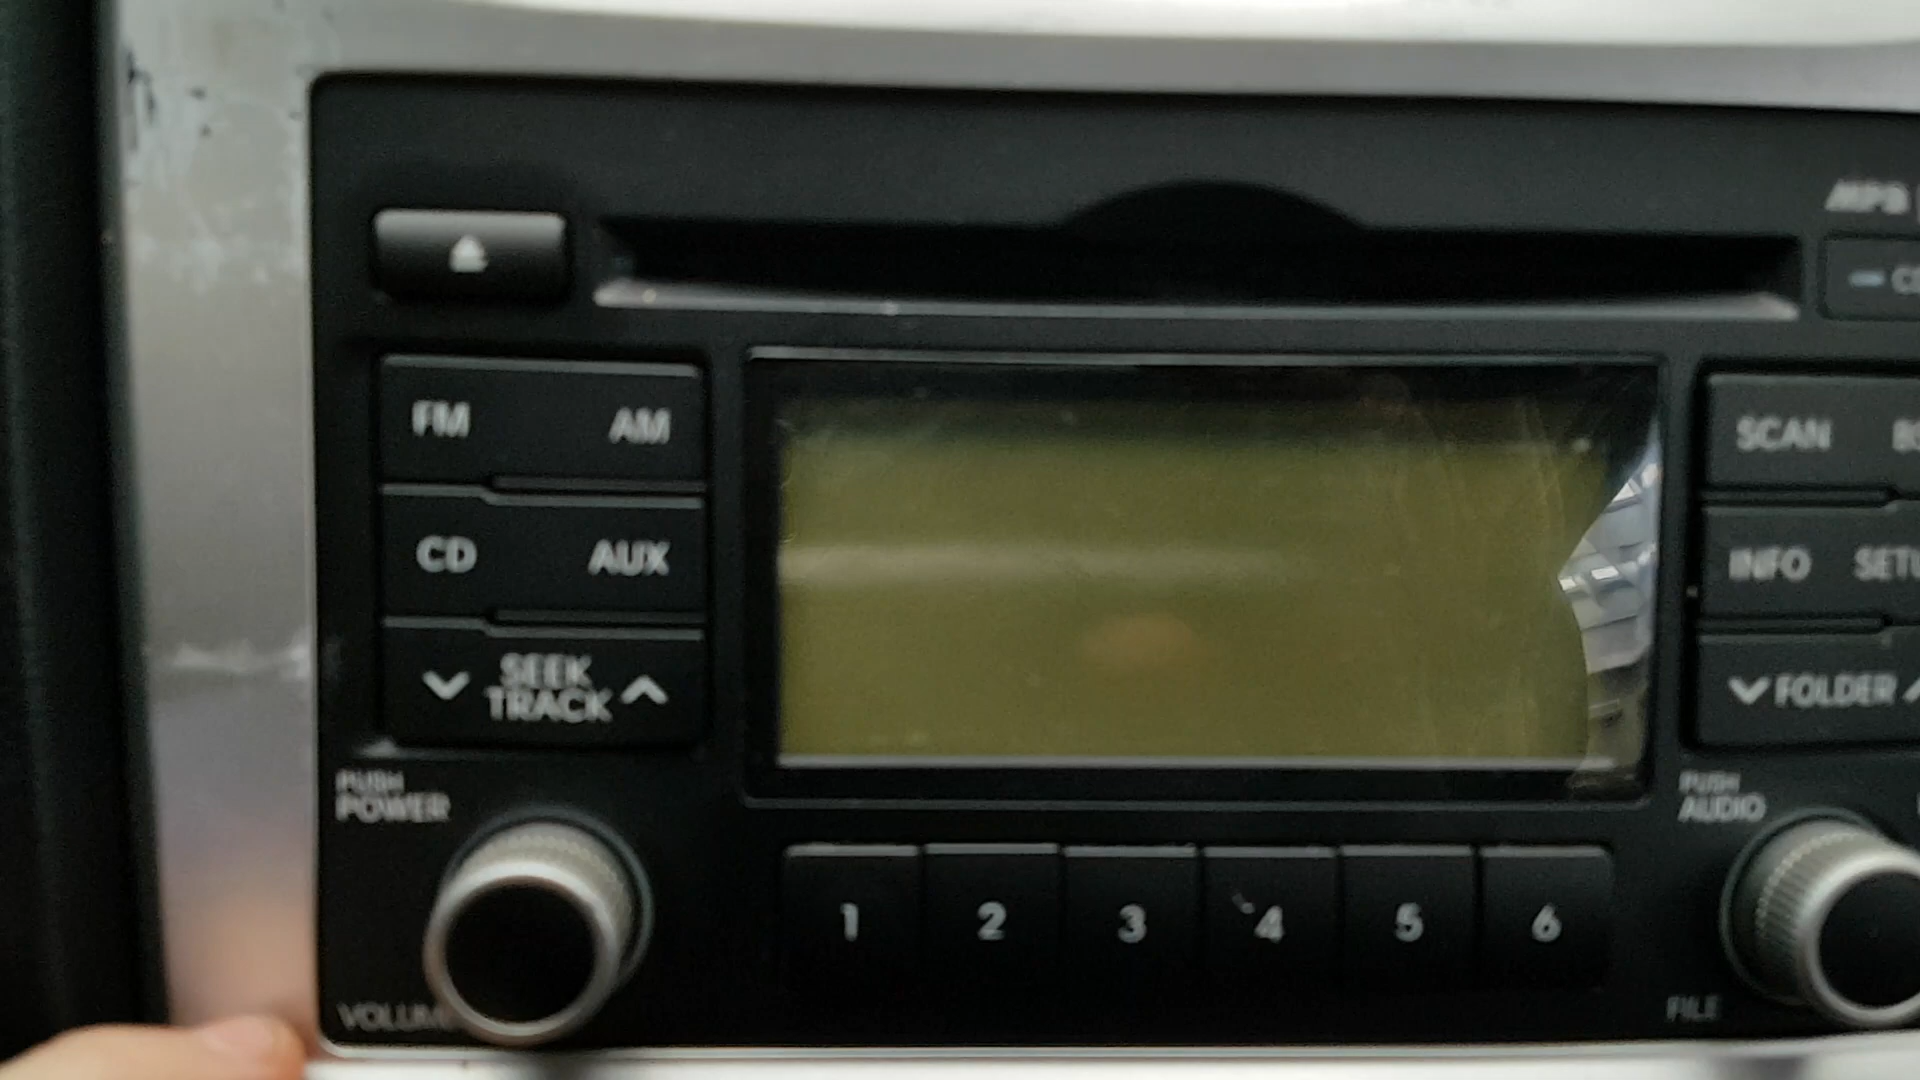 MP3
FM AM
SCAN
CD AUX
INFO
SEEK
TRACK
FOLDER
PUSH
POWER
PUSH
AUDIO
1 2 3 4 5 6
FILE